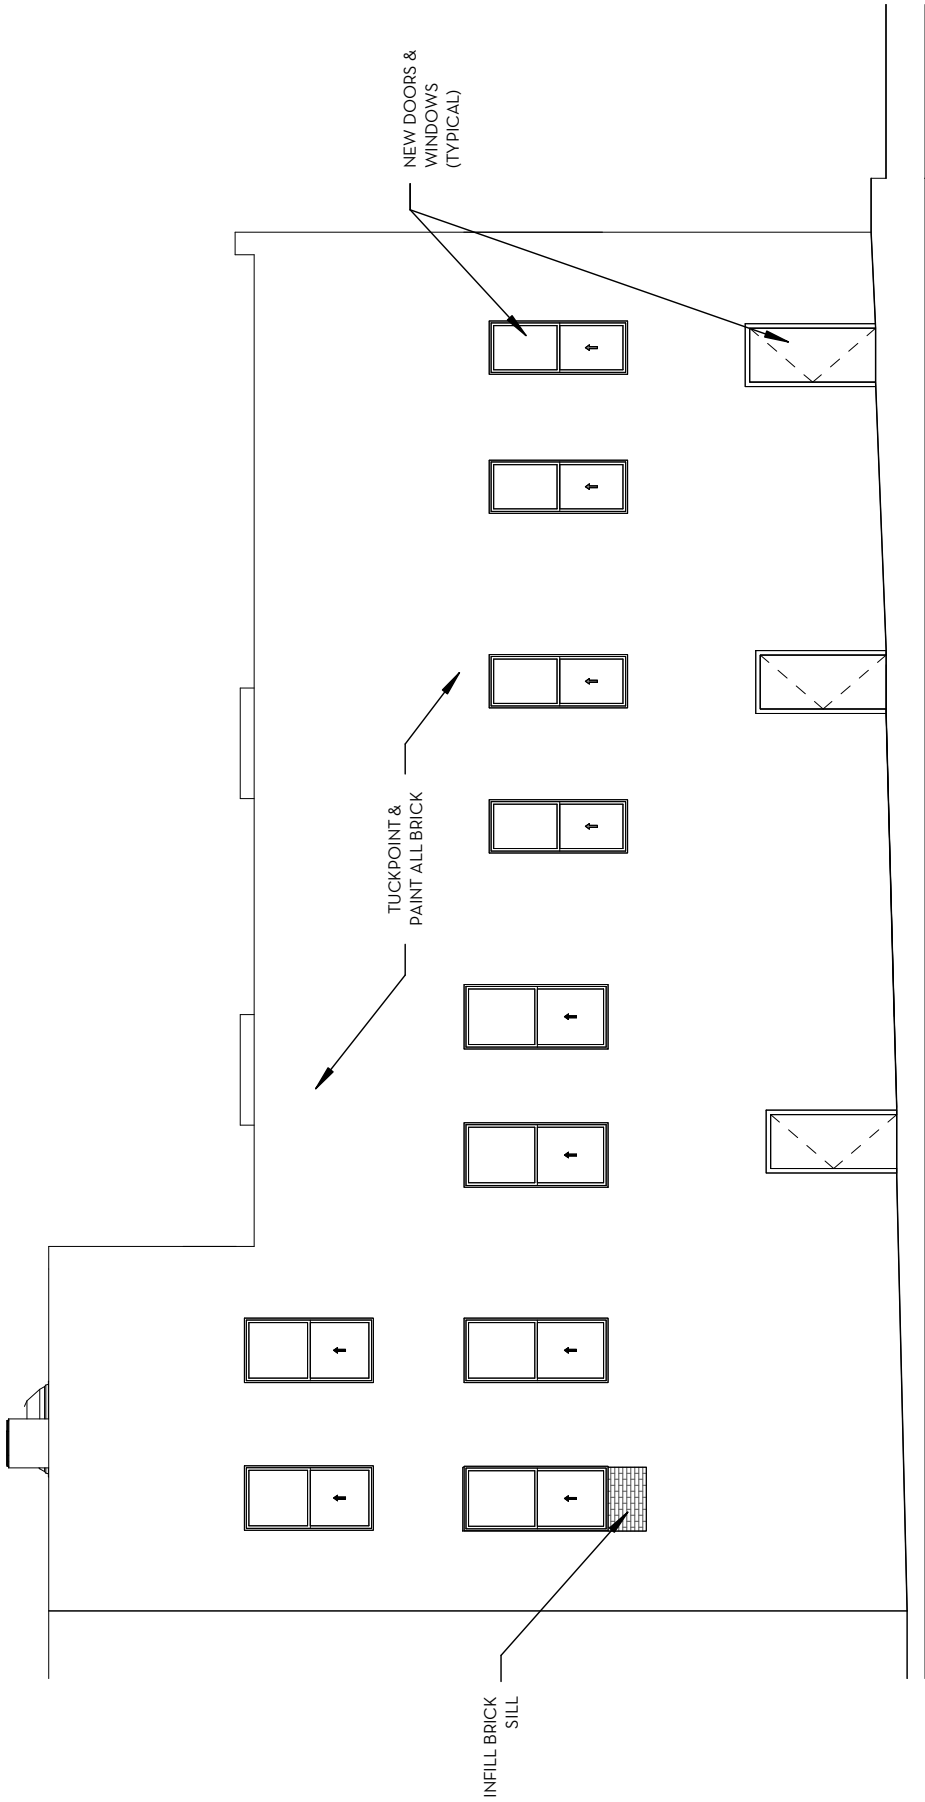 INFILL BRICK
SILL
TUCKPOINT &
PAINT ALL BRICK
NEW DOORS &
WINDOWS
(TYPICAL)